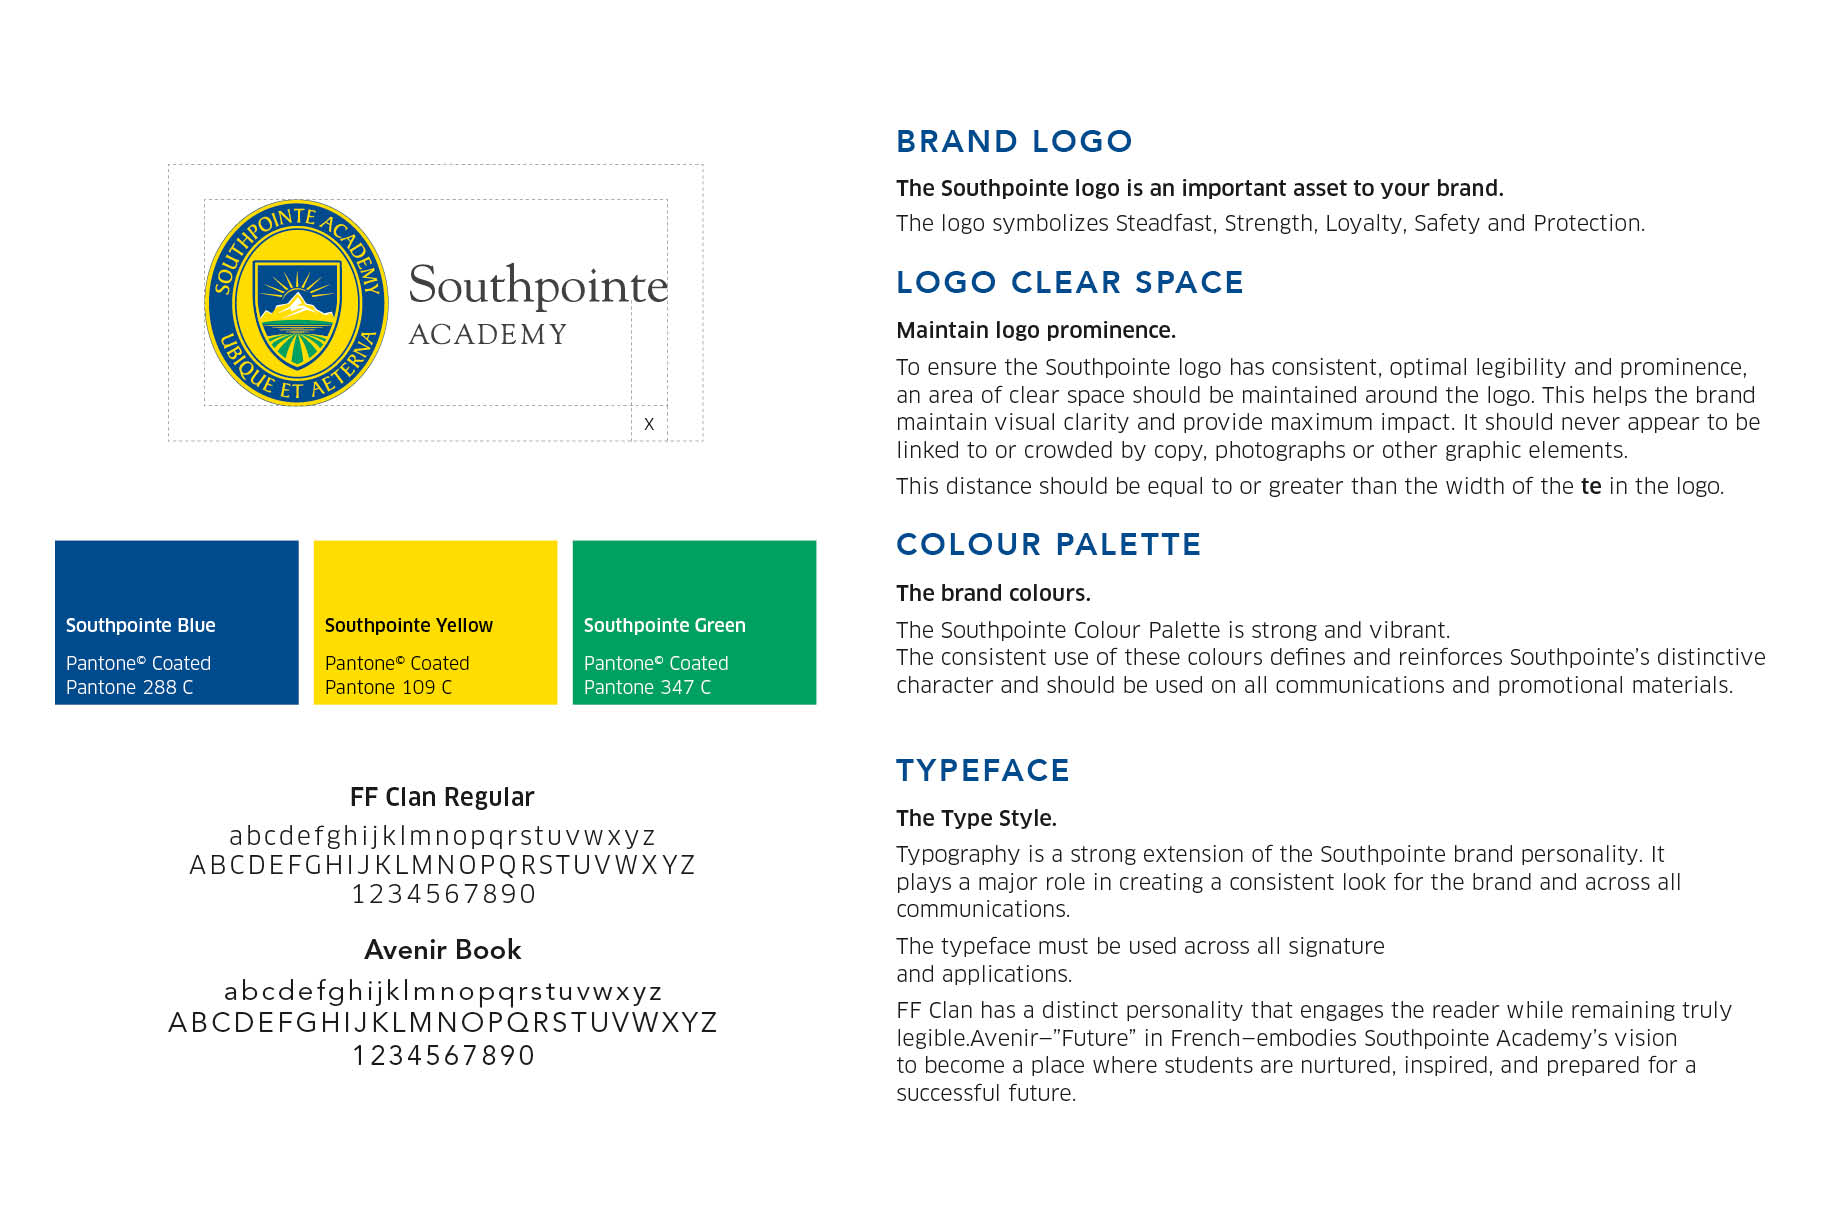 SOUTHPOINTE ACADEMY
UBIQUE ET AETERNA
Southpointe
ACADEMY
X
Southpointe Blue
Pantone© Coated
Pantone 288 C
Southpointe Yellow
Pantone© Coated
Pantone 109 C
Southpointe Green
Pantone© Coated
Pantone 347 C
FF Clan Regular
abcdefghijklmnopqrstuvwxyz
ABCDEFGHIJKLMNOPQRSTUVWXYZ
1234567890
Avenir Book
abcdefghijklmnopqrstuvwxyz
ABCDEFGHIJKLMNOPQRSTUVWXYZ
1234567890
BRAND LOGO
The Southpointe logo is an important asset to your brand.
The logo symbolizes Steadfast, Strength, Loyalty, Safety and Protection.
LOGO CLEAR SPACE
Maintain logo prominence.
To ensure the Southpointe logo has consistent, optimal legibility and prominence,
an area of clear space should be maintained around the logo. This helps the brand
maintain visual clarity and provide maximum impact. It should never appear to be
linked to or crowded by copy, photographs or other graphic elements.
This distance should be equal to or greater than the width of the te in the logo.
COLOUR PALETTE
The brand colours.
The Southpointe Colour Palette is strong and vibrant.
The consistent use of these colours defines and reinforces Southpointe's distinctive
character and should be used on all communications and promotional materials.
TYPEFACE
The Type Style.
Typography is a strong extension of the Southpointe brand personality. It
plays a major role in creating a consistent look for the brand and across all
communications.
The typeface must be used across all signature
and applications.
FF Clan has a distinct personality that engages the reader while remaining truly
legible.Avenir—”Future” in French—embodies Southpointe Academy's vision
to become a place where students are nurtured, inspired, and prepared for a
successful future.